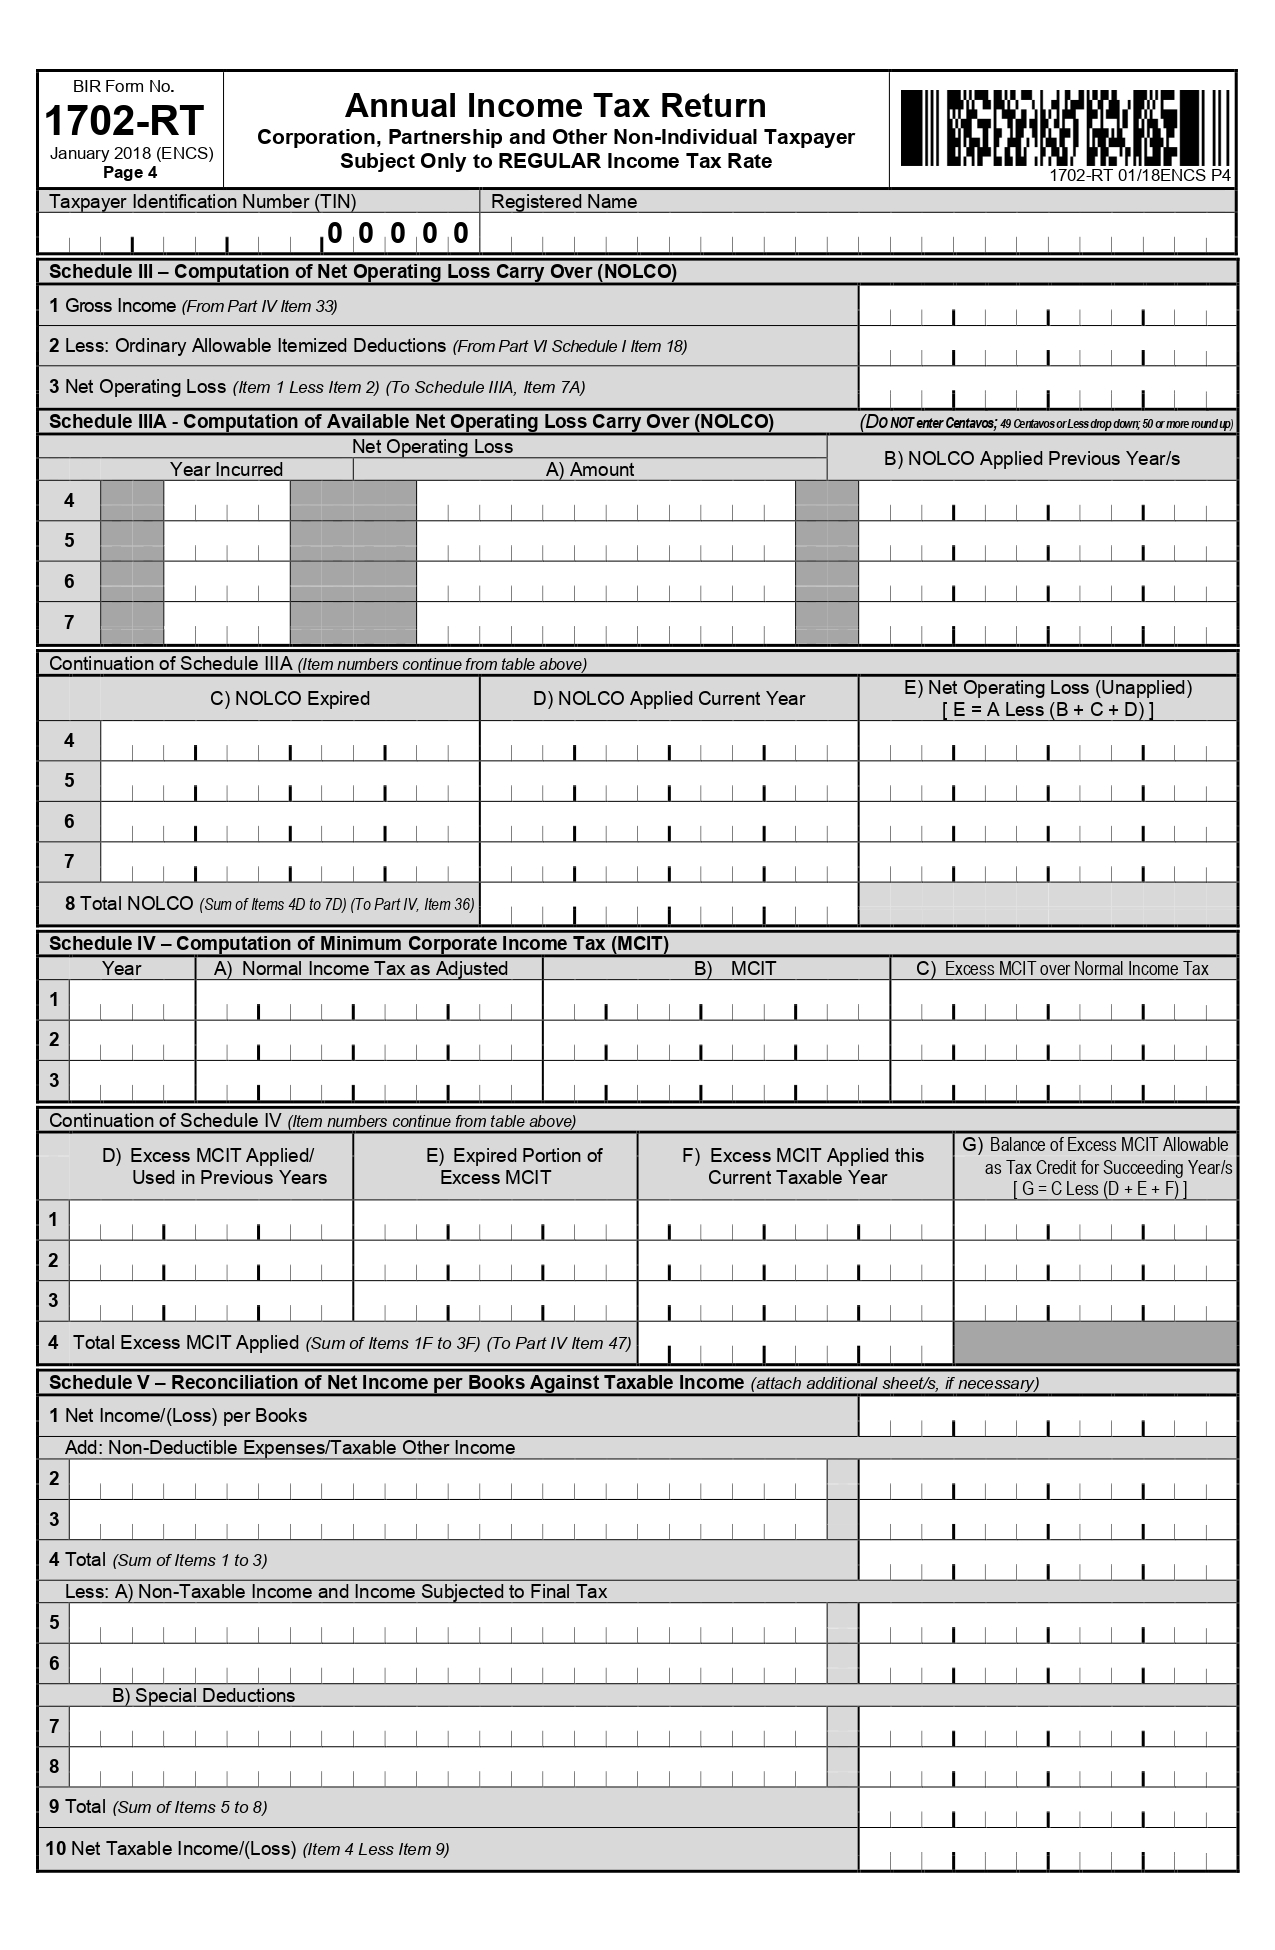 BIR Form No.
1702-RT
January 2018 (ENCS)
Page 4
Annual Income Tax Return
Corporation, Partnership and Other Non-Individual Taxpayer
Subject Only to REGULAR Income Tax Rate
1702-RT 01/18ENCS P4
Taxpayer Identification Number (TIN) Registered Name
0 0 0 0 0
Schedule III – Computation of Net Operating Loss Carry Over (NOLCO)
1 Gross Income (From Part IV Item 33)
2 Less: Ordinary Allowable Itemized Deductions (From Part VI Schedule I Item 18)
3 Net Operating Loss (Item 1 Less Item 2) (To Schedule IIIA, Item 7A)
Schedule IIIA - Computation of Available Net Operating Loss Carry Over (NOLCO) (Do NOT enter Centavos; 49 Centavos or Less drop down; 50 or more round up)
Net Operating Loss
B) NOLCO Applied Previous Year/s
Year Incurred A) Amount
4
5
6
7
Continuation of Schedule IIIA (Item numbers continue from table above)
C) NOLCO Expired D) NOLCO Applied Current Year E) Net Operating Loss (Unapplied)
[ E = A Less (B + C + D) ]
4
5
6
7
8 Total NOLCO (Sum of Items 4D to 7D) (To Part IV, Item 36)
Schedule IV – Computation of Minimum Corporate Income Tax (MCIT)
Year A) Normal Income Tax as Adjusted B) MCIT C) Excess MCIT over Normal Income Tax
1
2
3
Continuation of Schedule IV (Item numbers continue from table above)
D) Excess MCIT Applied/
Used in Previous Years
E) Expired Portion of
Excess MCIT
F) Excess MCIT Applied this
Current Taxable Year
G) Balance of Excess MCIT Allowable
as Tax Credit for Succeeding Year/s
[ G = C Less (D + E + F) ]
1
2
3
4 Total Excess MCIT Applied (Sum of Items 1F to 3F) (To Part IV Item 47)
Schedule V – Reconciliation of Net Income per Books Against Taxable Income (attach additional sheet/s, if necessary)
1 Net Income/(Loss) per Books
Add: Non-Deductible Expenses/Taxable Other Income
2
3
4 Total (Sum of Items 1 to 3)
Less: A) Non-Taxable Income and Income Subjected to Final Tax
5
6
B) Special Deductions
7
8
9 Total (Sum of Items 5 to 8)
10 Net Taxable Income/(Loss) (Item 4 Less Item 9)